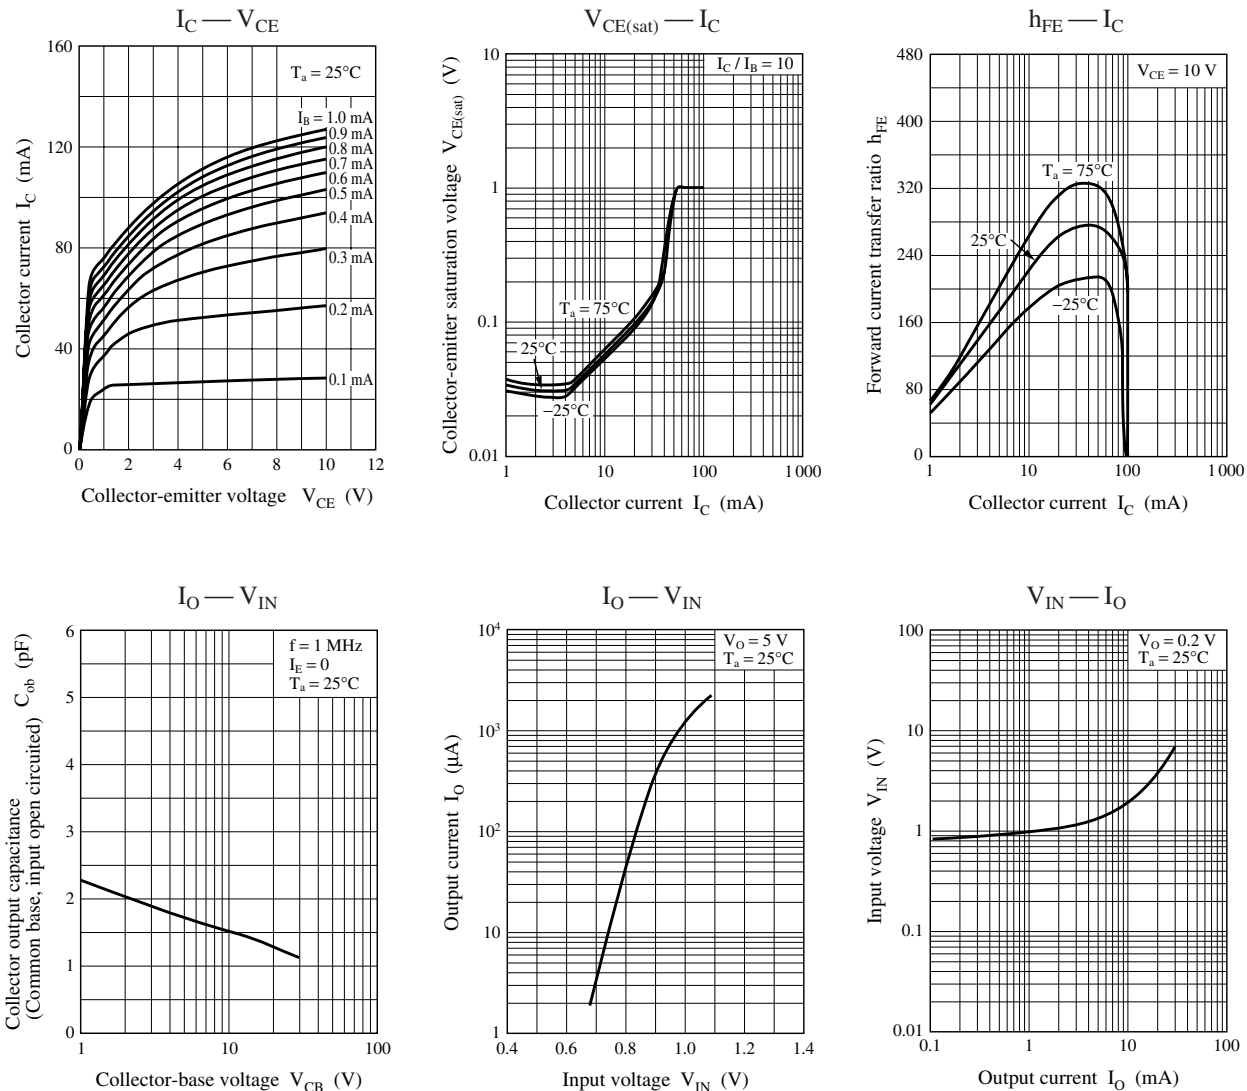 I_C — V_CE
160
120
80
40
0
0
2
4
6
8
10
12
T_a = 25°C
I_B = 1.0 mA
0.9 mA
0.8 mA
0.7 mA
0.6 mA
0.5 mA
0.4 mA
0.3 mA
0.2 mA
0.1 mA
Collector current I_C (mA)
Collector-emitter voltage V_CE (V)
V_CE(sat) — I_C
10
1
0.1
0.01
1
10
100
1000
I_C / I_B = 10
T_a = 75°C
25°C
−25°C
Collector-emitter saturation voltage V_CE(sat) (V)
Collector current I_C (mA)
h_FE — I_C
480
400
320
240
160
80
0
1
10
100
1000
V_CE = 10 V
T_a = 75°C
25°C
−25°C
Forward current transfer ratio h_FE
Collector current I_C (mA)
I_O — V_IN
6
5
4
3
2
1
0
1
10
100
f = 1 MHz
I_E = 0
T_a = 25°C
Collector output capacitance C_ob (pF)
(Common base, input open circuited)
Collector-base voltage V_CB (V)
I_O — V_IN
10⁴
10³
10²
10
1
0.4
0.6
0.8
1.0
1.2
1.4
V_O = 5 V
T_a = 25°C
Output current I_O (µA)
Input voltage V_IN (V)
V_IN — I_O
100
10
1
0.1
0.01
0.1
1
10
100
V_O = 0.2 V
T_a = 25°C
Input voltage V_IN (V)
Output current I_O (mA)